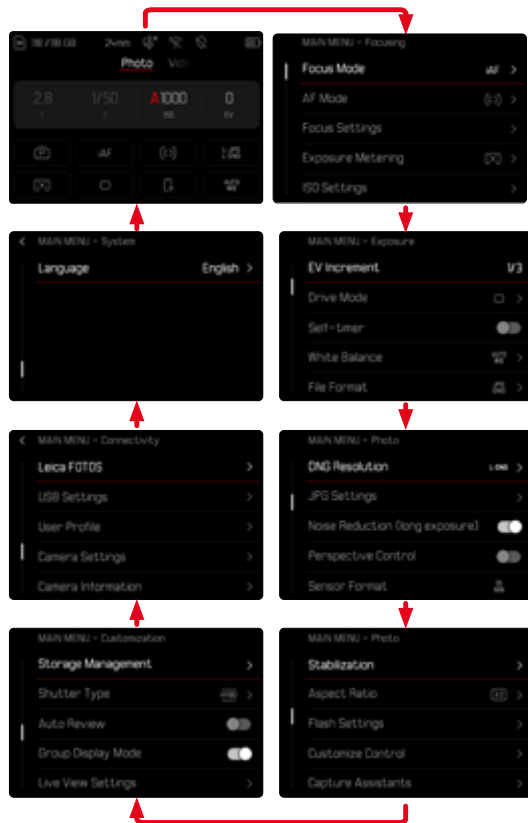 24mm
Photo Vid
2.8 1/50 A1000 0
F S ISO EV
iAF
MAIN MENU - Focusing
Focus Mode iAF >
AF Mode >
Focus Settings >
Exposure Metering >
ISO Settings >
< MAIN MENU - System
Language English >
MAIN MENU - Exposure
EV Increment 1/3
Drive Mode >
Self-timer
White Balance >
File Format >
< MAIN MENU - Connectivity
Leica FOTOS >
USB Settings >
User Profile >
Camera Settings >
Camera Information >
MAIN MENU - Photo
DNG Resolution L-DNG >
JPG Settings >
Noise Reduction (long exposure)
Perspective Control
Sensor Format
MAIN MENU - Customization
Storage Management >
Shutter Type >
Auto Review
Group Display Mode
Live View Settings >
MAIN MENU - Photo
Stabilization >
Aspect Ratio >
Flash Settings >
Customize Control >
Capture Assistants >